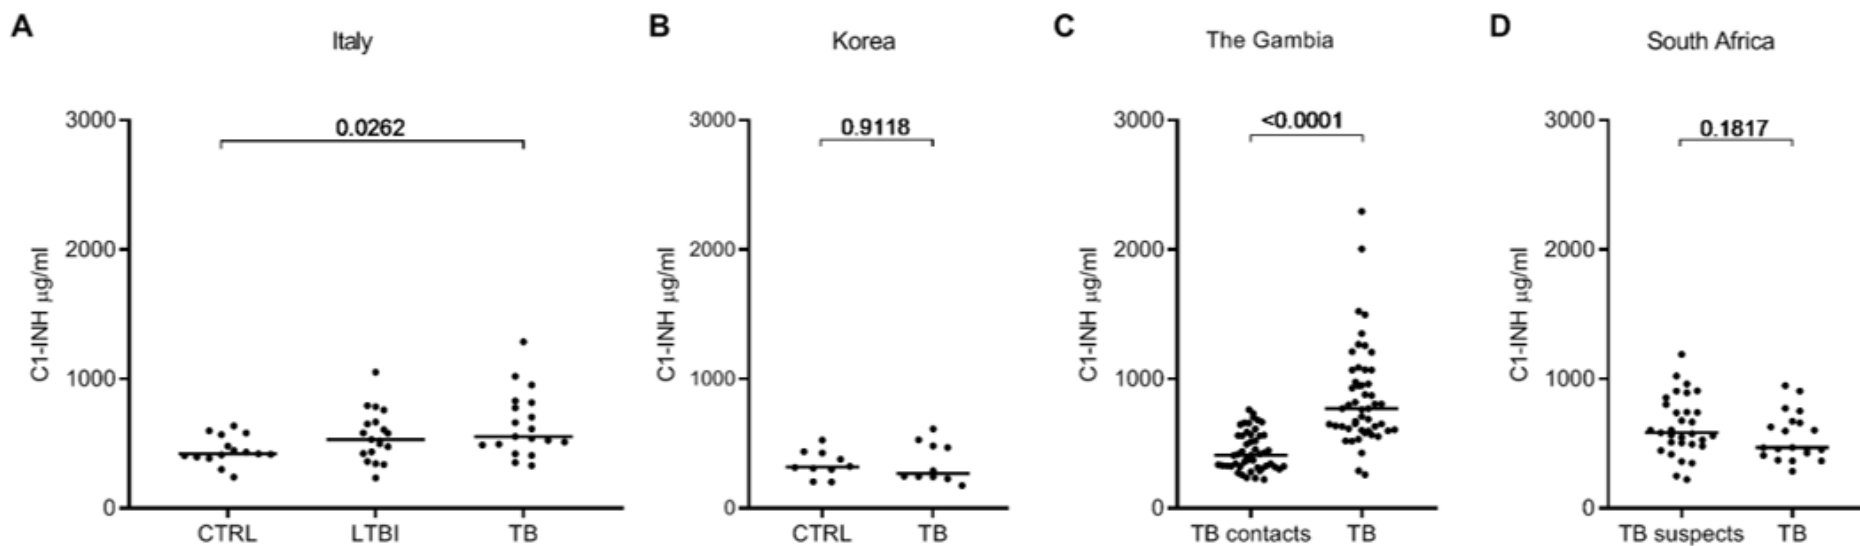 A
Italy
3000
2000
1000
0
C1-INH µg/ml
0.0262
CTRL
LTBI
TB
B
Korea
3000
2000
1000
0
C1-INH µg/ml
0.9118
CTRL
TB
C
The Gambia
3000
2000
1000
0
C1-INH µg/ml
<0.0001
TB contacts
TB
D
South Africa
3000
2000
1000
0
C1-INH µg/ml
0.1817
TB suspects
TB